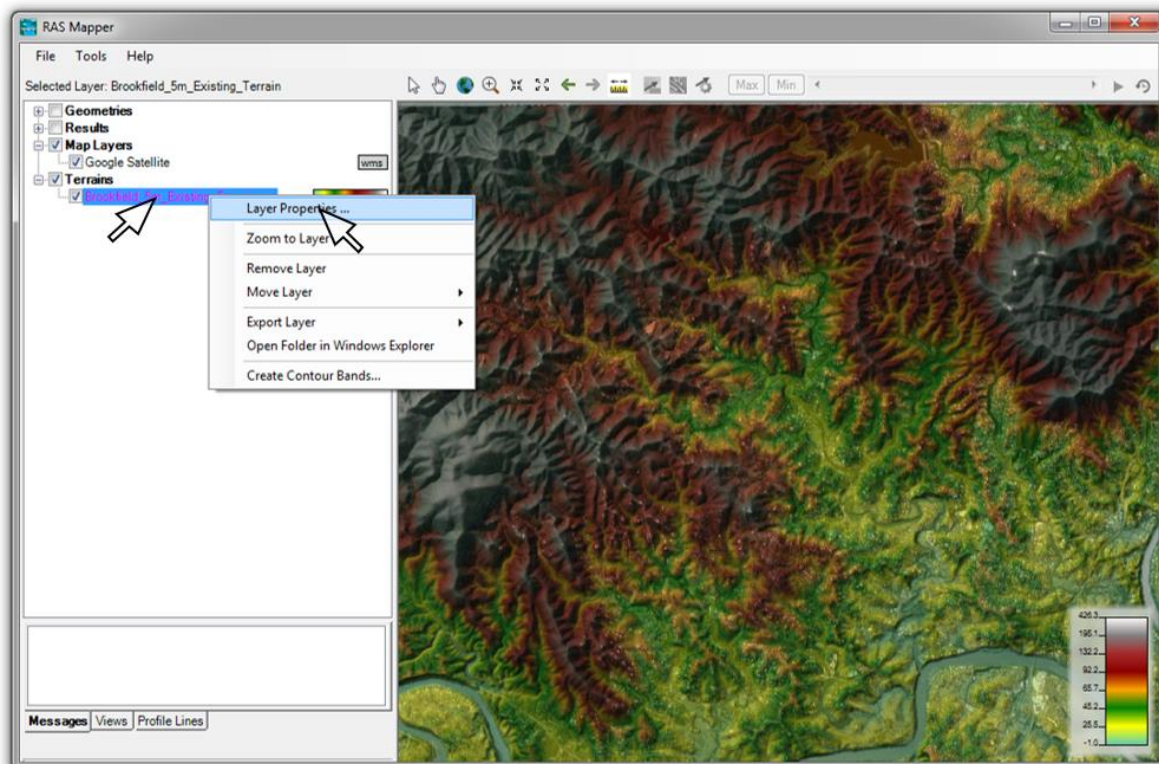 RAS Mapper
File Tools Help
Selected Layer: Brookfield_5m_Existing_Terrain
Max Min
Geometries
Results
Map Layers
Google Satellite
wms
Terrains
Brookfield_5m_Existing
Layer Properties ...
Zoom to Layer
Remove Layer
Move Layer
Export Layer
Open Folder in Windows Explorer
Create Contour Bands...
426.3
195.1
132.2
92.2
65.7
45.2
25.5
-1.0
Messages Views Profile Lines